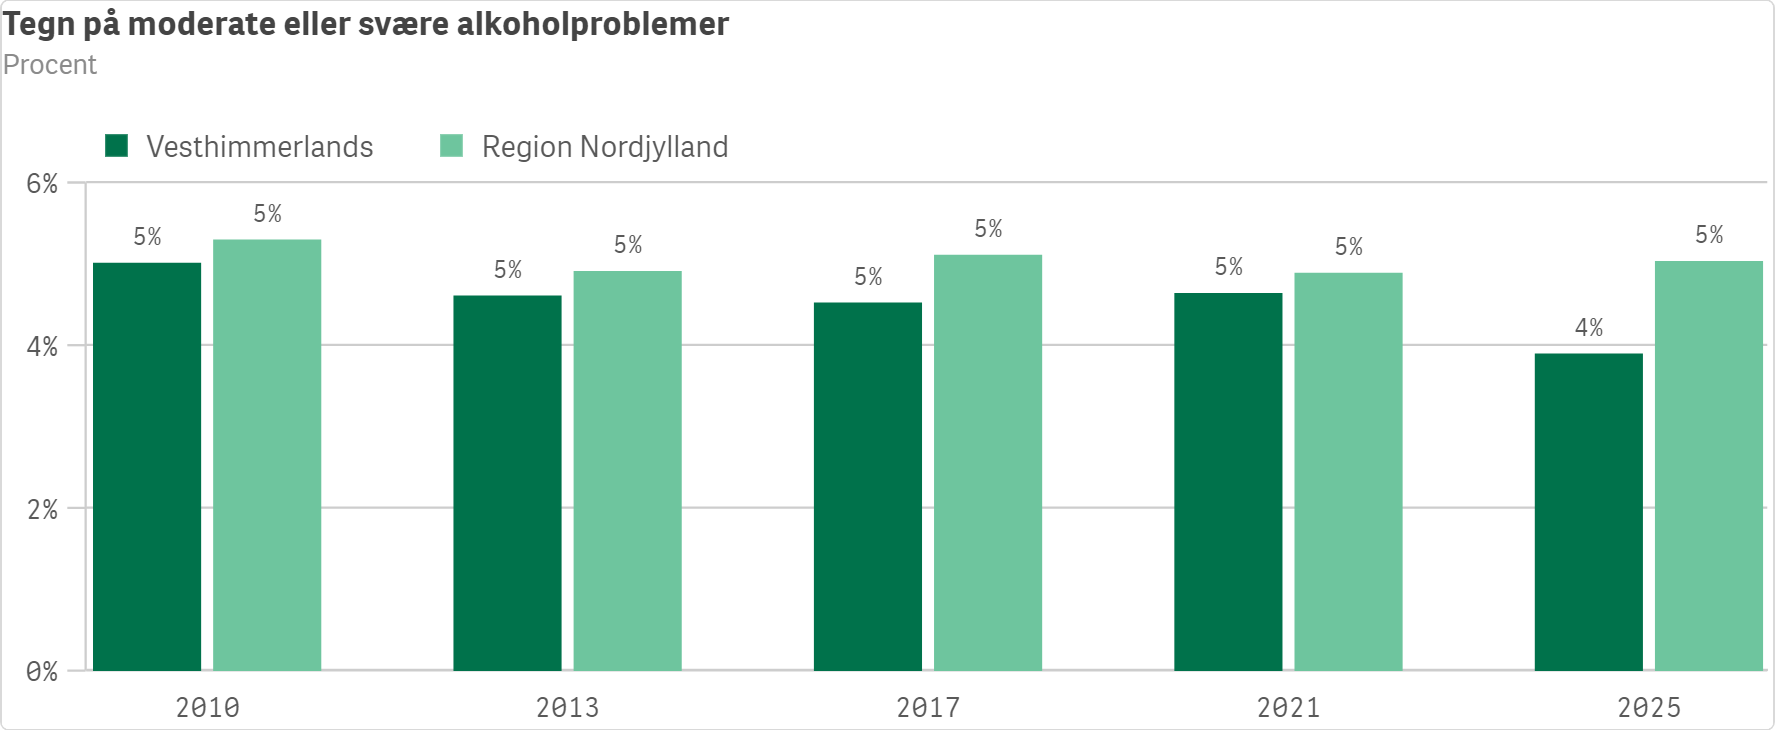 Tegn på moderate eller svære alkoholproblemer
Procent
Vesthimmerlands Region Nordjylland
6%
4%
2%
0%
5% 5% 5% 5% 5% 5% 5% 5% 4% 5%
2010 2013 2017 2021 2025